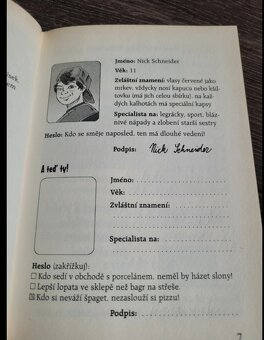 Jméno: Nick Schneider
Věk: 11
Zvláštní znamení: vlasy červené jako
mrkev, vždycky nosí kapucu nebo kšil-
tovku (má jejich celou sbírku), na kaž-
dých kalhotách má speciální kapsy
Specialista na: legrácky, sport, bláz-
nivé nápady a zlobení starší sestry
Heslo: Kdo se směje naposled, ten má dlouhé vedení!
Podpis: Nick Schneider
A teď ty!
Jméno:
Věk:
Zvláštní znamení:
Specialista na:
Heslo (zakřížkuj):
Kdo sedí v obchodě s porcelánem, neměl by házet slony!
Lepší lopata ve sklepě než bagr na střeše.
Kdo si neváží špaget, nezaslouží si pizzu!
Podpis:
7